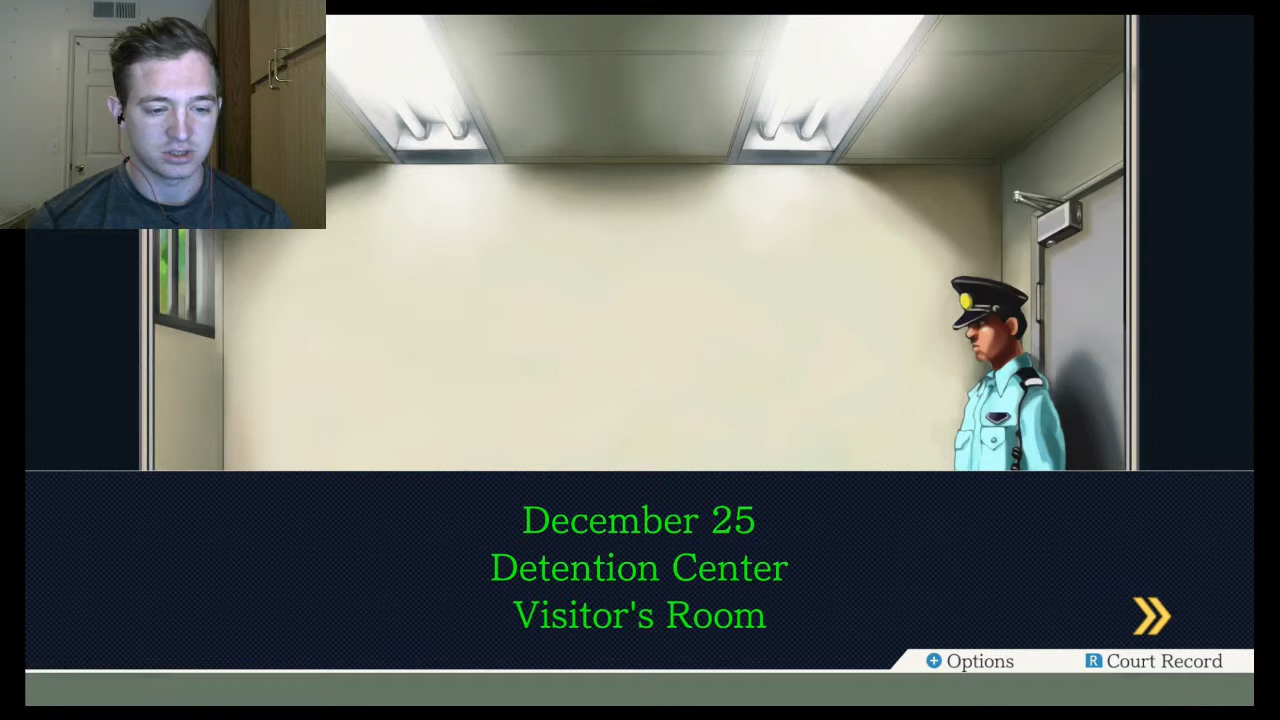 December 25
Detention Center
Visitor's Room
+ Options R Court Record